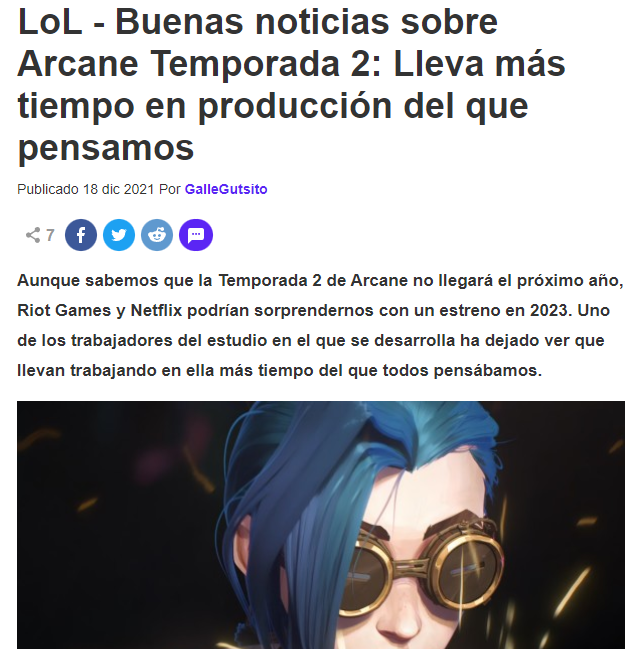 LoL - Buenas noticias sobre
Arcane Temporada 2: Lleva más
tiempo en producción del que
pensamos
Publicado 18 dic 2021 Por GalleGutsito
7
Aunque sabemos que la Temporada 2 de Arcane no llegará el próximo año,
Riot Games y Netflix podrían sorprendernos con un estreno en 2023. Uno
de los trabajadores del estudio en el que se desarrolla ha dejado ver que
llevan trabajando en ella más tiempo del que todos pensábamos.